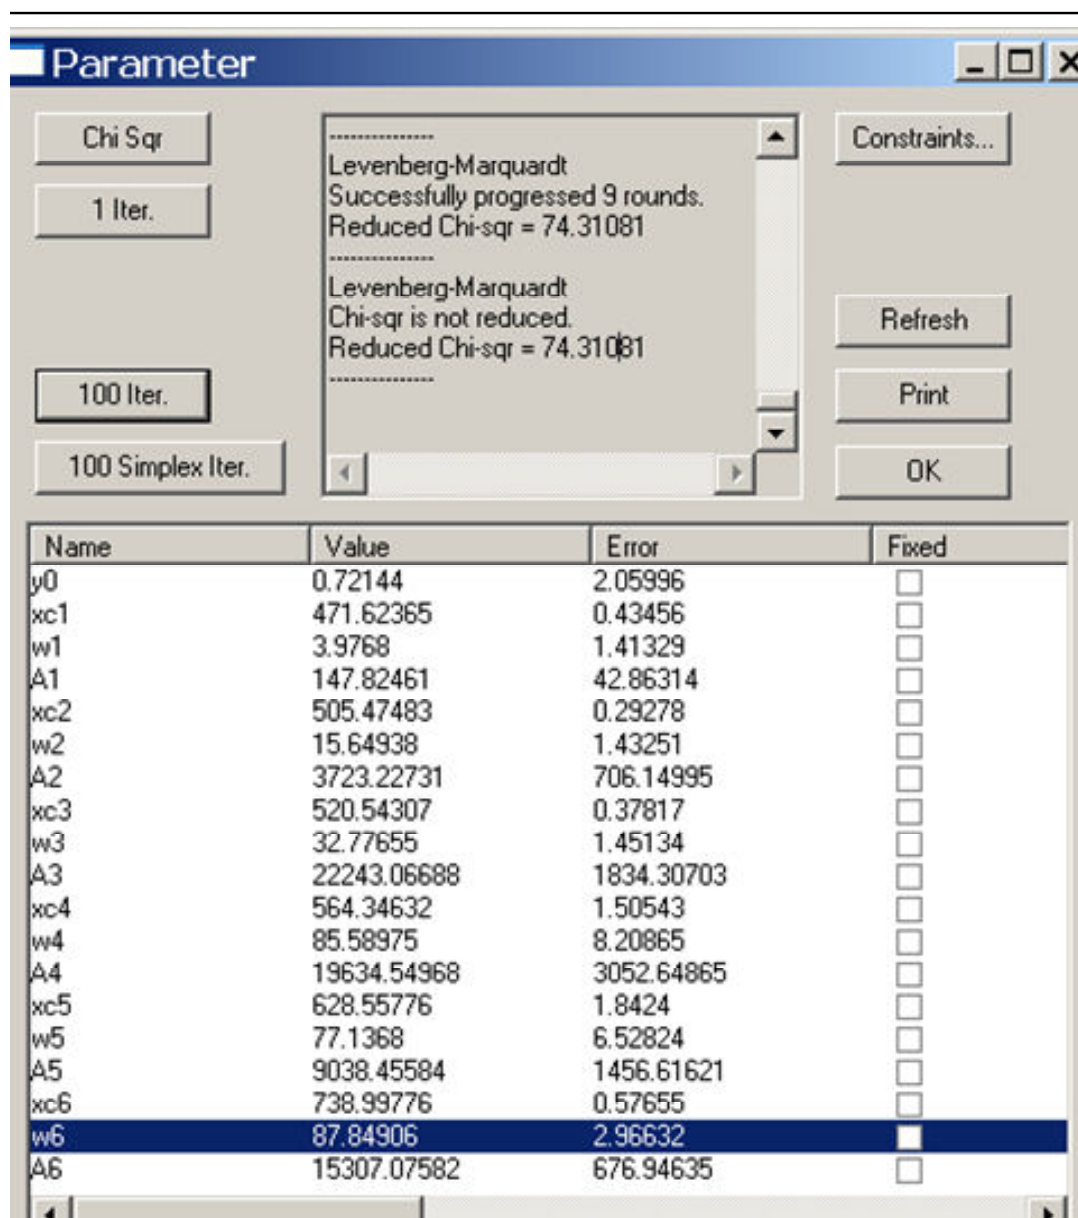 Parameter
Chi Sqr
1 Iter.
100 Iter.
100 Simplex Iter.
---------------
Levenberg-Marquardt
Successfully progressed 9 rounds.
Reduced Chi-sqr = 74.31081
---------------
Levenberg-Marquardt
Chi-sqr is not reduced.
Reduced Chi-sqr = 74.31081
---------------
Constraints...
Refresh
Print
OK
Name Value Error Fixed
y0 0.72144 2.05996
xc1 471.62365 0.43456
w1 3.9768 1.41329
A1 147.82461 42.86314
xc2 505.47483 0.29278
w2 15.64938 1.43251
A2 3723.22731 706.14995
xc3 520.54307 0.37817
w3 32.77655 1.45134
A3 22243.06688 1834.30703
xc4 564.34632 1.50543
w4 85.58975 8.20865
A4 19634.54968 3052.64865
xc5 628.55776 1.8424
w5 77.1368 6.52824
A5 9038.45584 1456.61621
xc6 738.99776 0.57655
w6 87.84906 2.96632
A6 15307.07582 676.94635